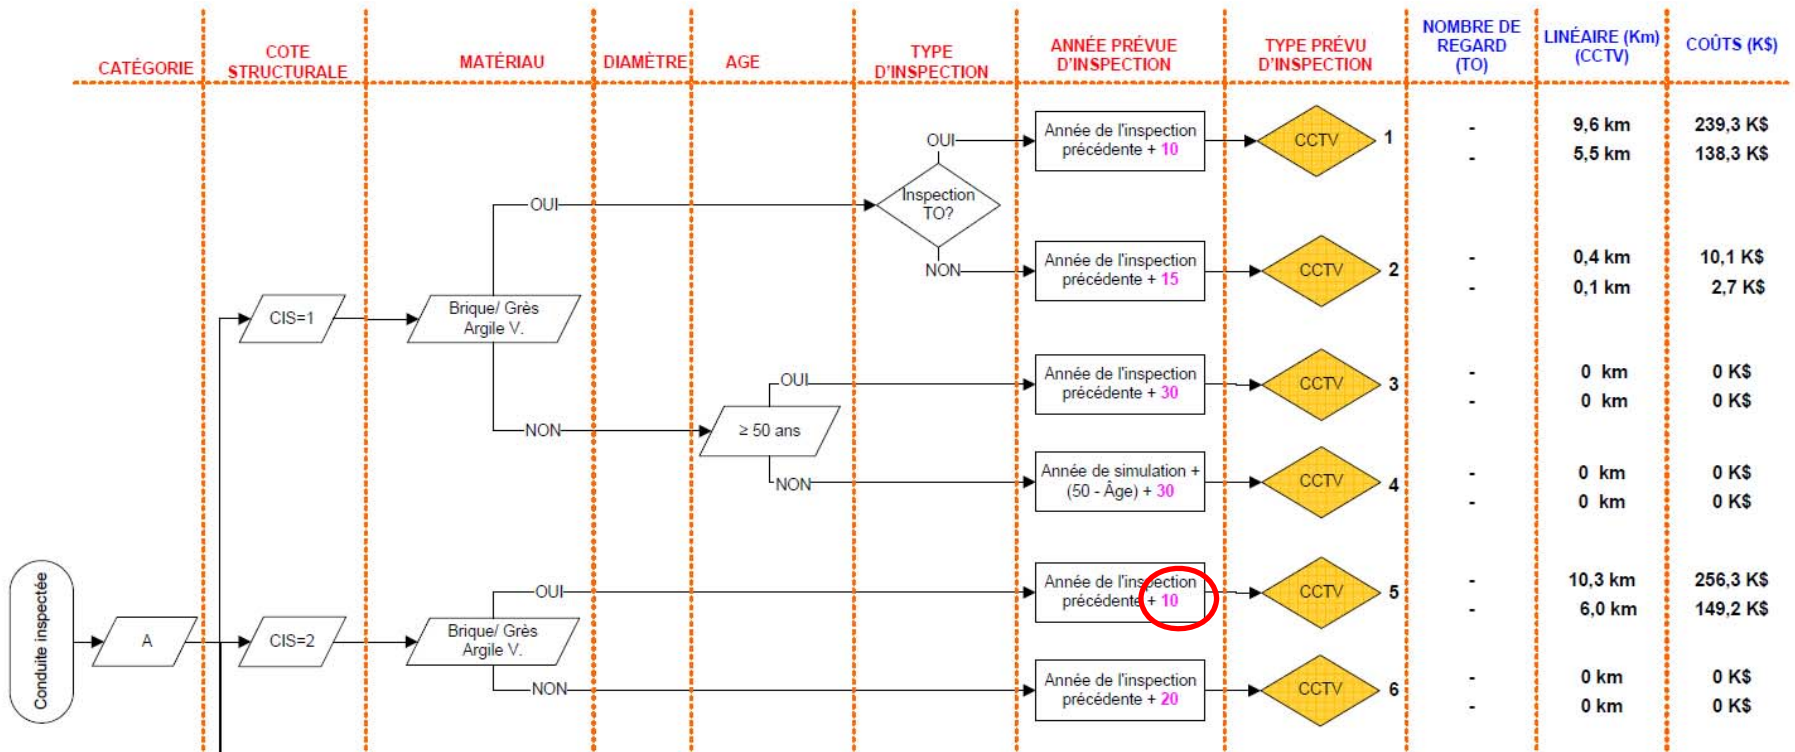 CATÉGORIE
COTE
STRUCTURALE
MATÉRIAU
DIAMÈTRE
AGE
TYPE
D'INSPECTION
ANNÉE PRÉVUE
D'INSPECTION
TYPE PRÉVU
D'INSPECTION
NOMBRE DE
REGARD
(TO)
LINÉAIRE (Km)
(CCTV)
COÛTS (K$)
OUI
Année de l'inspection
précédente + 10
CCTV
1
-
9,6 km
239,3 K$
-
5,5 km
138,3 K$
OUI
Inspection
TO?
NON
Année de l'inspection
précédente + 15
CCTV
2
-
0,4 km
10,1 K$
-
0,1 km
2,7 K$
CIS=1
Brique/ Grès
Argile V.
OUI
Année de l'inspection
précédente + 30
CCTV
3
-
0 km
0 K$
-
0 km
0 K$
NON
≥ 50 ans
NON
Année de simulation +
(50 - Âge) + 30
CCTV
4
-
0 km
0 K$
-
0 km
0 K$
Conduite inspectée
A
CIS=2
Brique/ Grès
Argile V.
OUI
Année de l'inspection
précédente + 10
CCTV
5
-
10,3 km
256,3 K$
-
6,0 km
149,2 K$
NON
Année de l'inspection
précédente + 20
CCTV
6
-
0 km
0 K$
-
0 km
0 K$